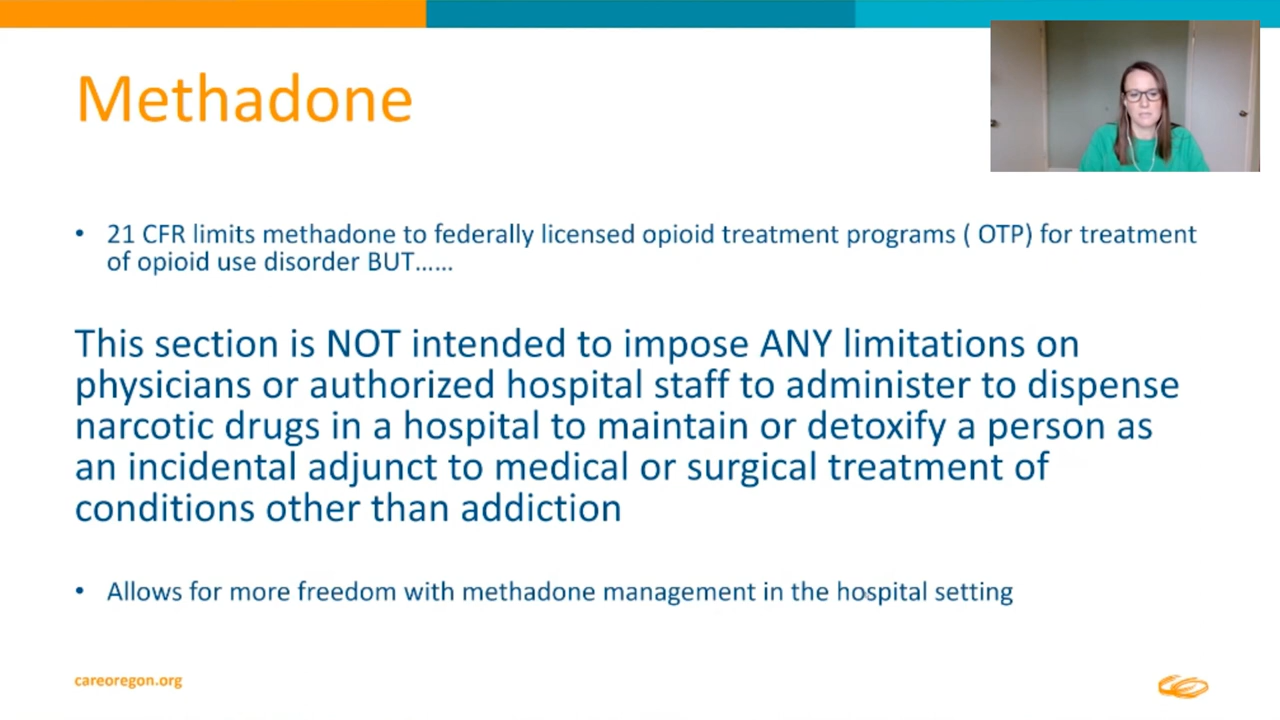 Methadone
• 21 CFR limits methadone to federally licensed opioid treatment programs ( OTP) for treatment
of opioid use disorder BUT……
This section is NOT intended to impose ANY limitations on
physicians or authorized hospital staff to administer to dispense
narcotic drugs in a hospital to maintain or detoxify a person as
an incidental adjunct to medical or surgical treatment of
conditions other than addiction
• Allows for more freedom with methadone management in the hospital setting
careoregon.org